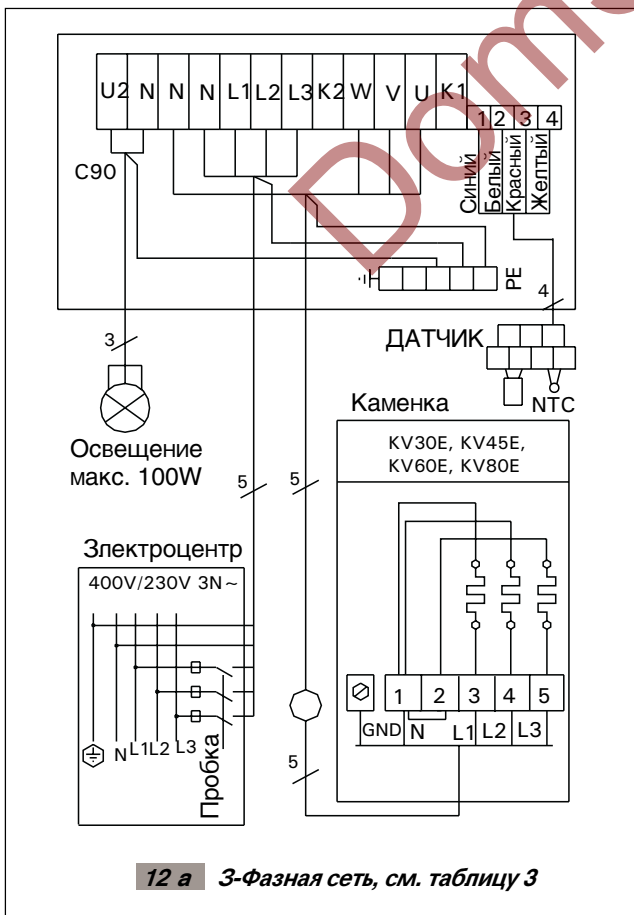 U2 N N N L1 L2 L3 K2 W V U K1
1 2 3 4
C90
Синий
Белый
Красный
Желтый
PE
4
3
ДАТЧИК
NTC
Освещение
макс. 100W
Каменка
KV30E, KV45E,
KV60E, KV80E
5
5
Злектроцентр
400V/230V 3N~
N L1 L2 L3
Пробка
1 2 3 4 5
GND N L1 L2 L3
5
12 a 3-Фазная сеть, см. таблицу 3